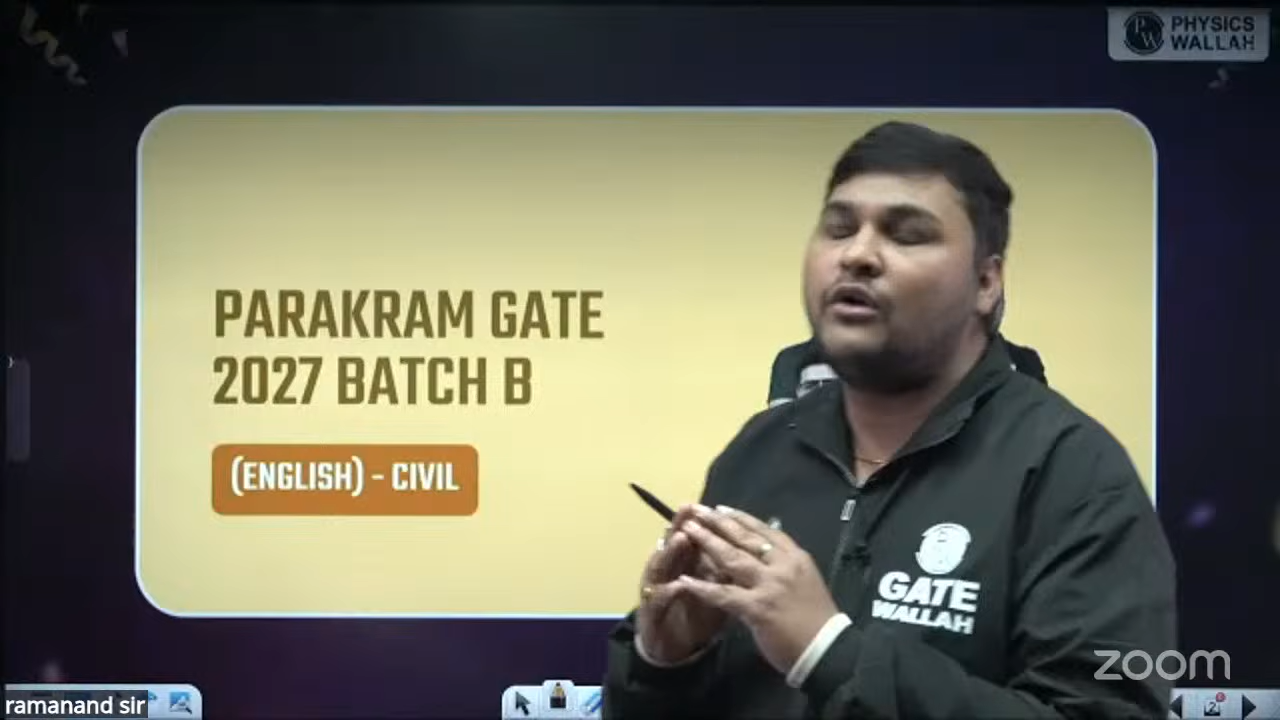 PHYSICS
WALLAH
PARAKRAM GATE
2027 BATCH B
(ENGLISH) - CIVIL
GATE
WALLAH
zoom
ramanand sir